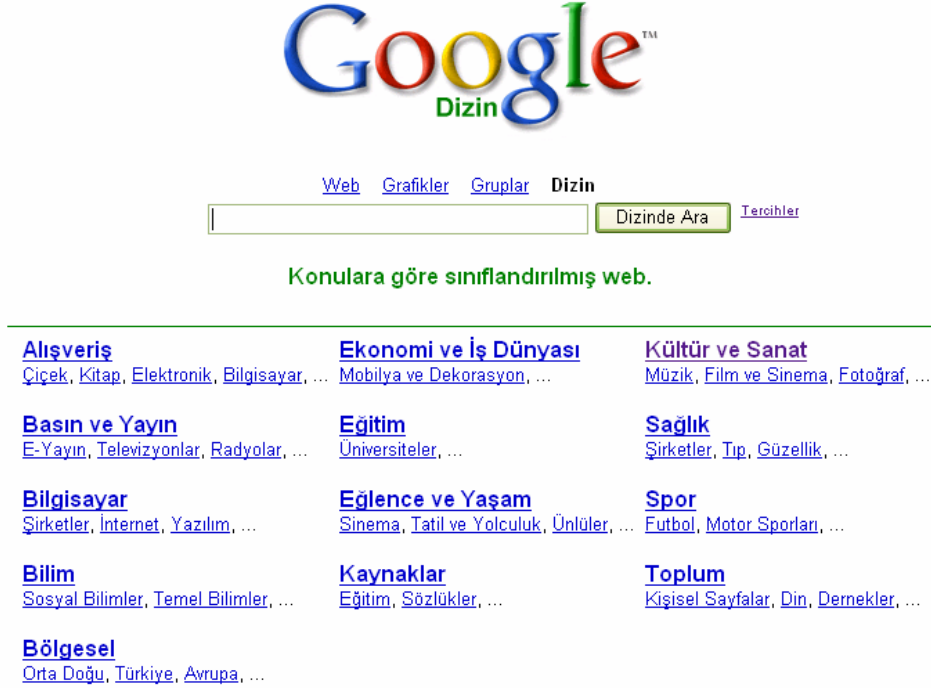 Google™
Dizin
Web Grafikler Gruplar Dizin
Dizinde Ara Tercihler
Konulara göre sınıflandırılmış web.
Alışveriş
Çiçek, Kitap, Elektronik, Bilgisayar, ...
Ekonomi ve İş Dünyası
Mobilya ve Dekorasyon, ...
Kültür ve Sanat
Müzik, Film ve Sinema, Fotoğraf, ...
Basın ve Yayın
E-Yayın, Televizyonlar, Radyolar, ...
Eğitim
Üniversiteler, ...
Sağlık
Şirketler, Tıp, Güzellik, ...
Bilgisayar
Şirketler, İnternet, Yazılım, ...
Eğlence ve Yaşam
Sinema, Tatil ve Yolculuk, Ünlüler, ...
Spor
Futbol, Motor Sporları, ...
Bilim
Sosyal Bilimler, Temel Bilimler, ...
Kaynaklar
Eğitim, Sözlükler, ...
Toplum
Kişisel Sayfalar, Din, Dernekler, ...
Bölgesel
Orta Doğu, Türkiye, Avrupa, ...